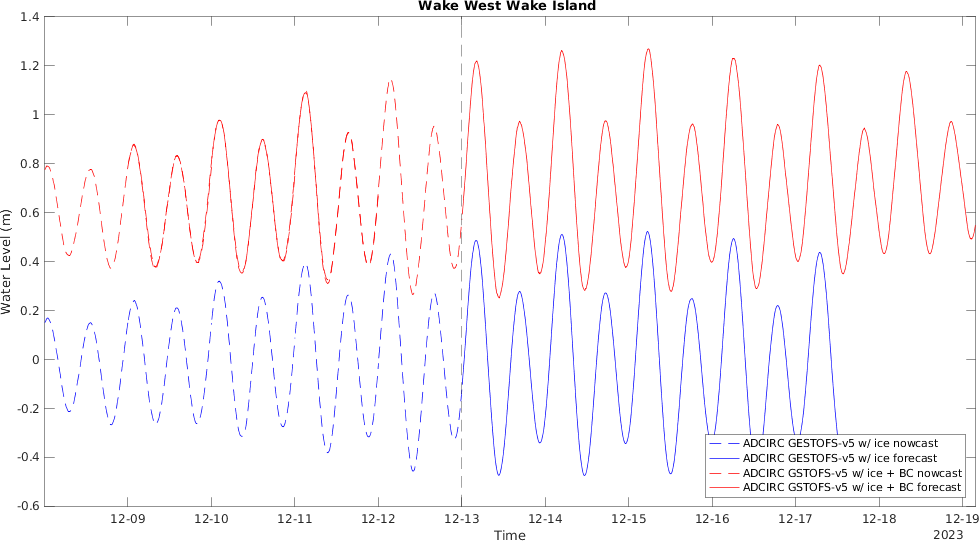 Wake West Wake Island
1.4
1.2
1
0.8
0.6
0.4
0.2
0
-0.2
-0.4
-0.6
Water Level (m)
ADCIRC GESTOFS-v5 w/ ice nowcast
ADCIRC GESTOFS-v5 w/ ice forecast
ADCIRC GSTOFS-v5 w/ ice + BC nowcast
ADCIRC GSTOFS-v5 w/ ice + BC forecast
12-09 12-10 12-11 12-12 12-13 12-14 12-15 12-16 12-17 12-18 12-19
Time
2023